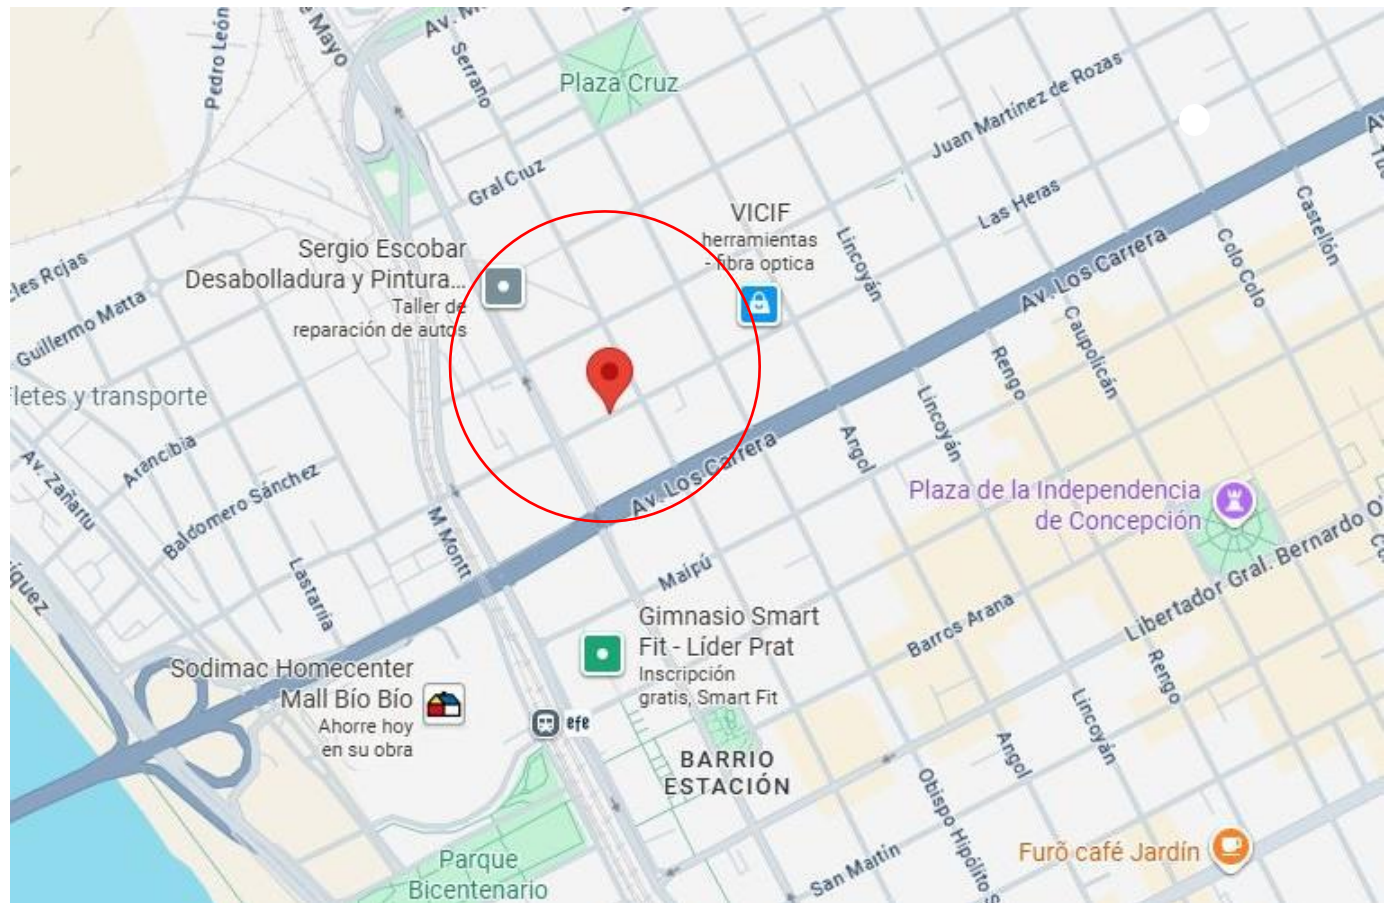 Pedro León
Mayo
Serrano
Plaza Cruz
Juan Martínez de Rozas
Gral Cruz
Las Heras
VICIF
herramientas
- fibra optica
Lincoyán
Castellón
Colo Colo
Sergio Escobar
Desabolladura y Pintura...
Taller de
reparación de autos
Av. Los Carrera
Guillermo Matta
Caupolicán
Rengo
Lincoyán
Angol
Av. Los Carrera
letes y transporte
Arancibia
Av. Zañartu
Baldomero Sánchez
M Montt
Lastarria
Plaza de la Independencia
de Concepción
Libertador Gral. Bernardo O
Maipú
Barros Arana
Gimnasio Smart
Fit - Líder Prat
Inscripción
gratis, Smart Fit
Sodimac Homecenter
Mall Bío Bío
Ahorre hoy
en su obra
efe
BARRIO
ESTACIÓN
Rengo
Lincoyán
Angol
Obispo Hipólito S
San Martín
Furõ café Jardín
Parque
Bicentenario